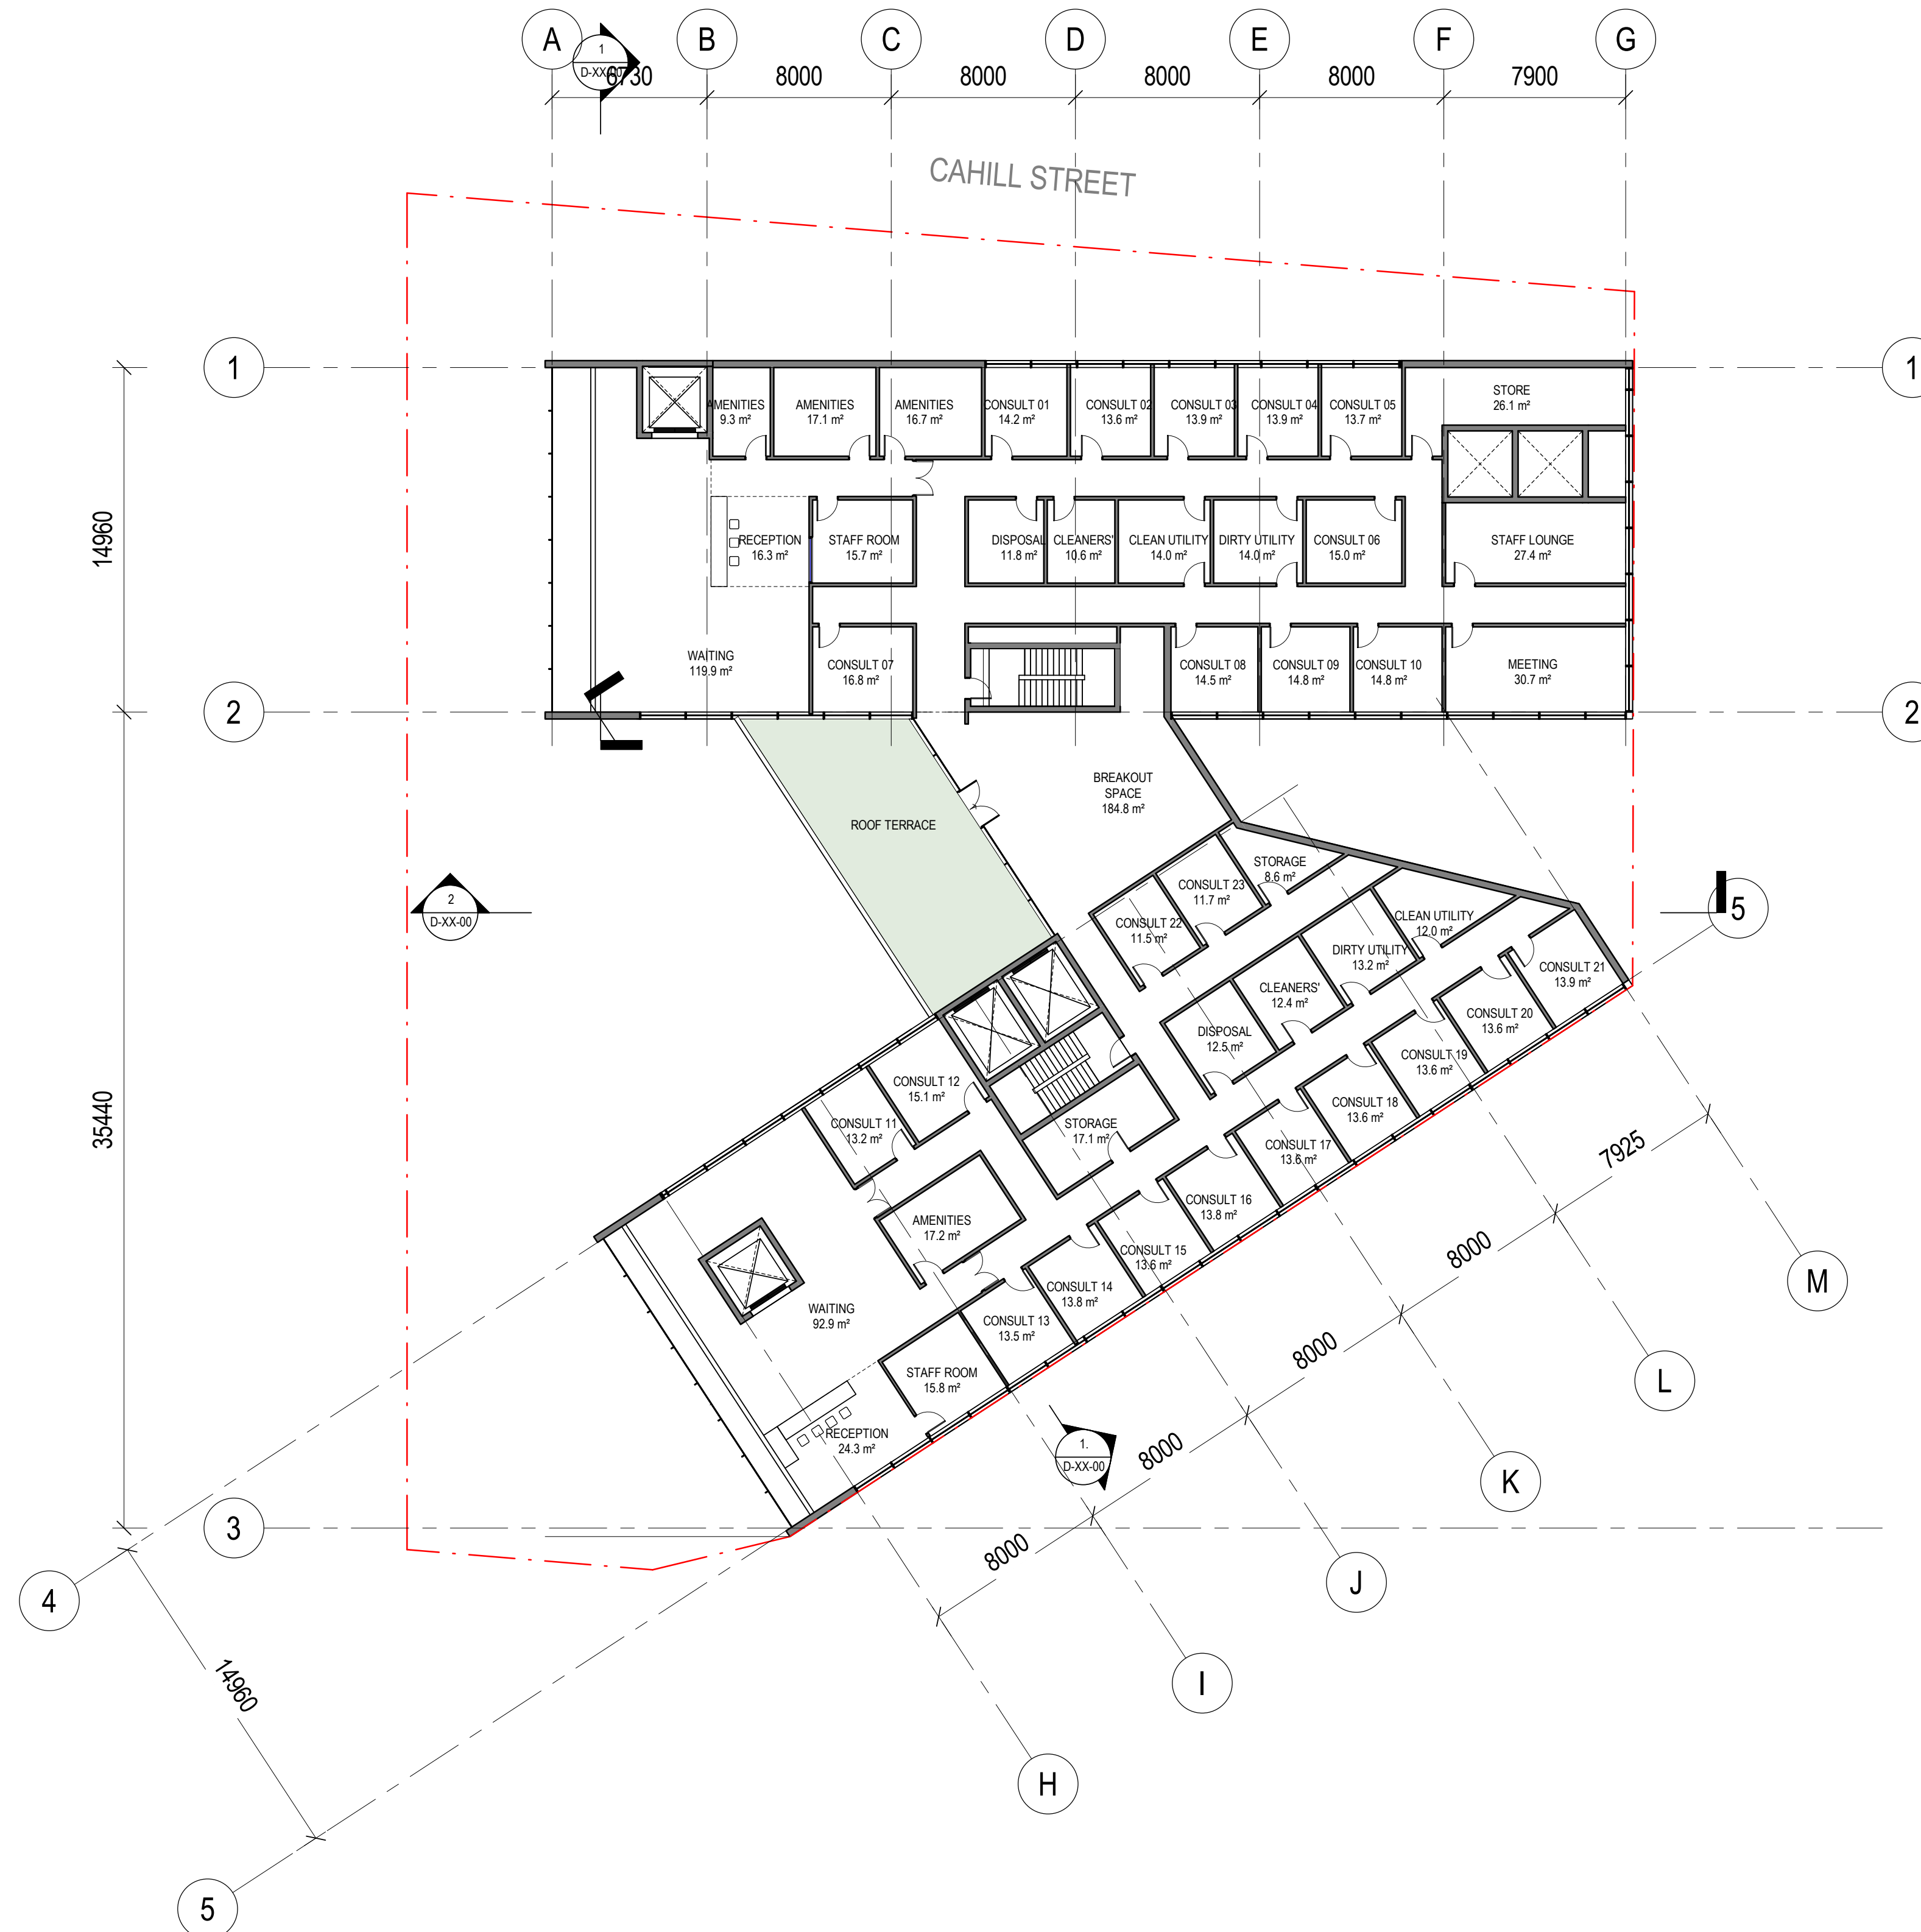 A
B
C
D
E
F
G
1
D-XX-00
6730
8000
8000
8000
8000
7900
CAHILL STREET
1
1
AMENITIES
9.3 m²
AMENITIES
17.1 m²
AMENITIES
16.7 m²
CONSULT 01
14.2 m²
CONSULT 02
13.6 m²
CONSULT 03
13.9 m²
CONSULT 04
13.9 m²
CONSULT 05
13.7 m²
STORE
26.1 m²
14960
RECEPTION
16.3 m²
STAFF ROOM
15.7 m²
DISPOSAL
11.8 m²
CLEANERS'
10.6 m²
CLEAN UTILITY
14.0 m²
DIRTY UTILITY
14.0 m²
CONSULT 06
15.0 m²
STAFF LOUNGE
27.4 m²
WAITING
119.9 m²
CONSULT 07
16.8 m²
CONSULT 08
14.5 m²
CONSULT 09
14.8 m²
CONSULT 10
14.8 m²
MEETING
30.7 m²
2
2
BREAKOUT
SPACE
184.8 m²
ROOF TERRACE
STORAGE
8.6 m²
CONSULT 23
11.7 m²
CONSULT 22
11.5 m²
CLEAN UTILITY
12.0 m²
DIRTY UTILITY
13.2 m²
CLEANERS'
12.4 m²
DISPOSAL
12.5 m²
CONSULT 21
13.9 m²
CONSULT 20
13.6 m²
CONSULT 19
13.6 m²
CONSULT 18
13.6 m²
CONSULT 17
13.6 m²
CONSULT 16
13.8 m²
CONSULT 15
13.6 m²
CONSULT 14
13.8 m²
CONSULT 13
13.5 m²
2
D-XX-00
5
35440
CONSULT 12
15.1 m²
CONSULT 11
13.2 m²
STORAGE
17.1 m²
AMENITIES
17.2 m²
WAITING
92.9 m²
STAFF ROOM
15.8 m²
RECEPTION
24.3 m²
1.
D-XX-00
7925
8000
8000
8000
8000
M
L
K
J
I
H
3
4
14960
5